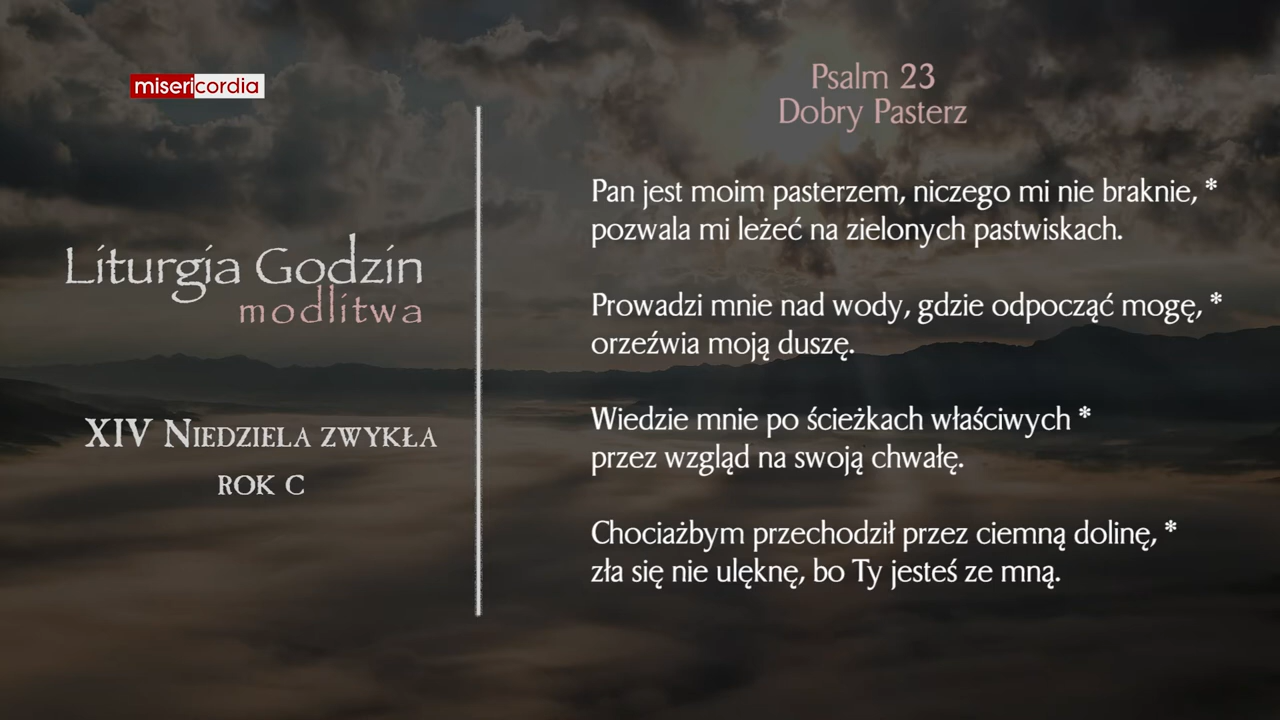 misericordia
Liturgia Godzin
modlitwa
XIV Niedziela zwykła
rok C
Psalm 23
Dobry Pasterz
Pan jest moim pasterzem, niczego mi nie braknie, *
pozwala mi leżeć na zielonych pastwiskach.
Prowadzi mnie nad wody, gdzie odpocząć mogę, *
orzeźwia moją duszę.
Wiedzie mnie po ścieżkach właściwych *
przez wzgląd na swoją chwałę.
Chociażbym przechodził przez ciemną dolinę, *
zła się nie ulęknę, bo Ty jesteś ze mną.